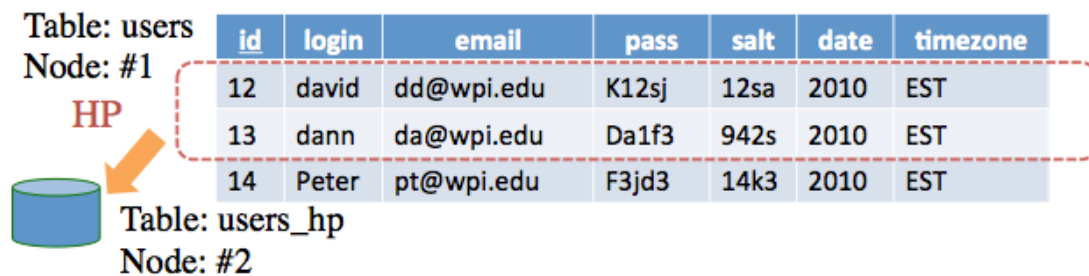 Table: users
Node: #1
HP
id login email pass salt date timezone
12 david dd@wpi.edu K12sj 12sa 2010 EST
13 dann da@wpi.edu Da1f3 942s 2010 EST
14 Peter pt@wpi.edu F3jd3 14k3 2010 EST
Table: users_hp
Node: #2